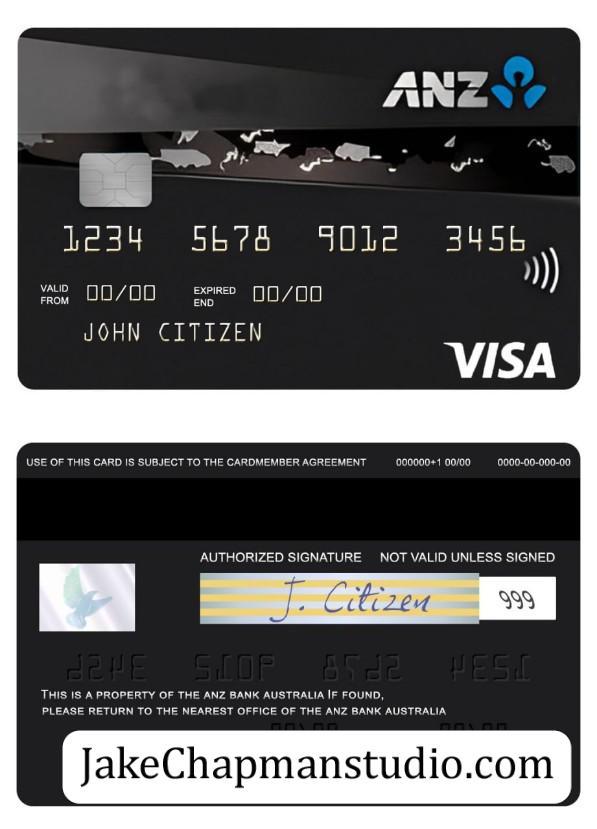 ANZ
1234 5678 9012 3456
VALID FROM 00/00 EXPIRED END 00/00
JOHN CITIZEN
VISA
USE OF THIS CARD IS SUBJECT TO THE CARDMEMBER AGREEMENT 000000+1 00/00 0000-00-000-00
AUTHORIZED SIGNATURE NOT VALID UNLESS SIGNED
J. Citizen 999
THIS IS A PROPERTY OF THE ANZ BANK AUSTRALIA IF FOUND,
PLEASE RETURN TO THE NEAREST OFFICE OF THE ANZ BANK AUSTRALIA
JakeChapmanstudio.com